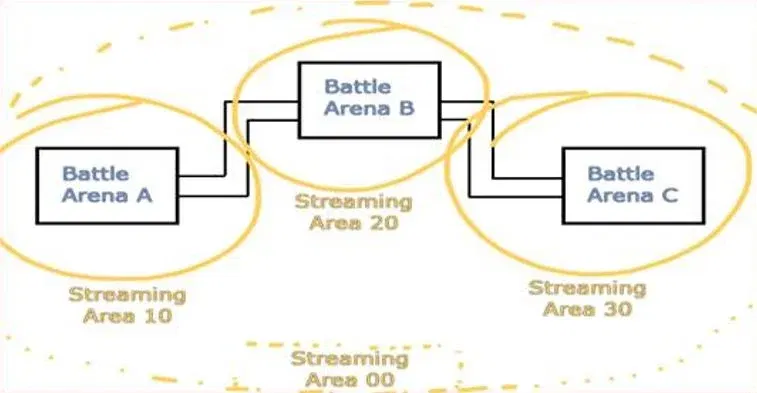 Battle
Arena B
Battle
Arena A
Battle
Arena C
Streaming
Area 20
Streaming
Area 10
Streaming
Area 30
Streaming
Area 00